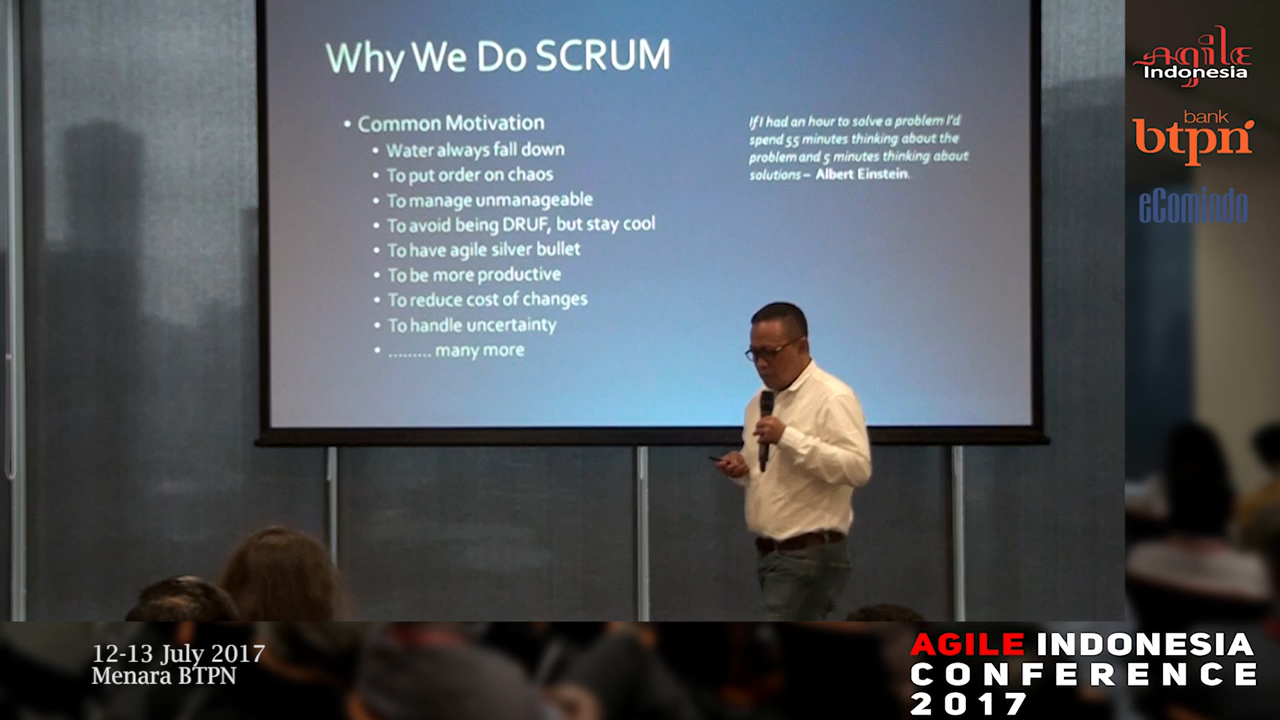 Why We Do SCRUM
• Common Motivation
• Water always fall down
• To put order on chaos
• To manage unmanageable
• To avoid being DRUF, but stay cool
• To have agile silver bullet
• To be more productive
• To reduce cost of changes
• To handle uncertainty
• ......... many more
If I had an hour to solve a problem I'd
spend 55 minutes thinking about the
problem and 5 minutes thinking about
solutions – Albert Einstein.
agile
Indonesia
bank
btpn
eComindo
12-13 July 2017
Menara BTPN
AGILE INDONESIA
CONFERENCE
2017